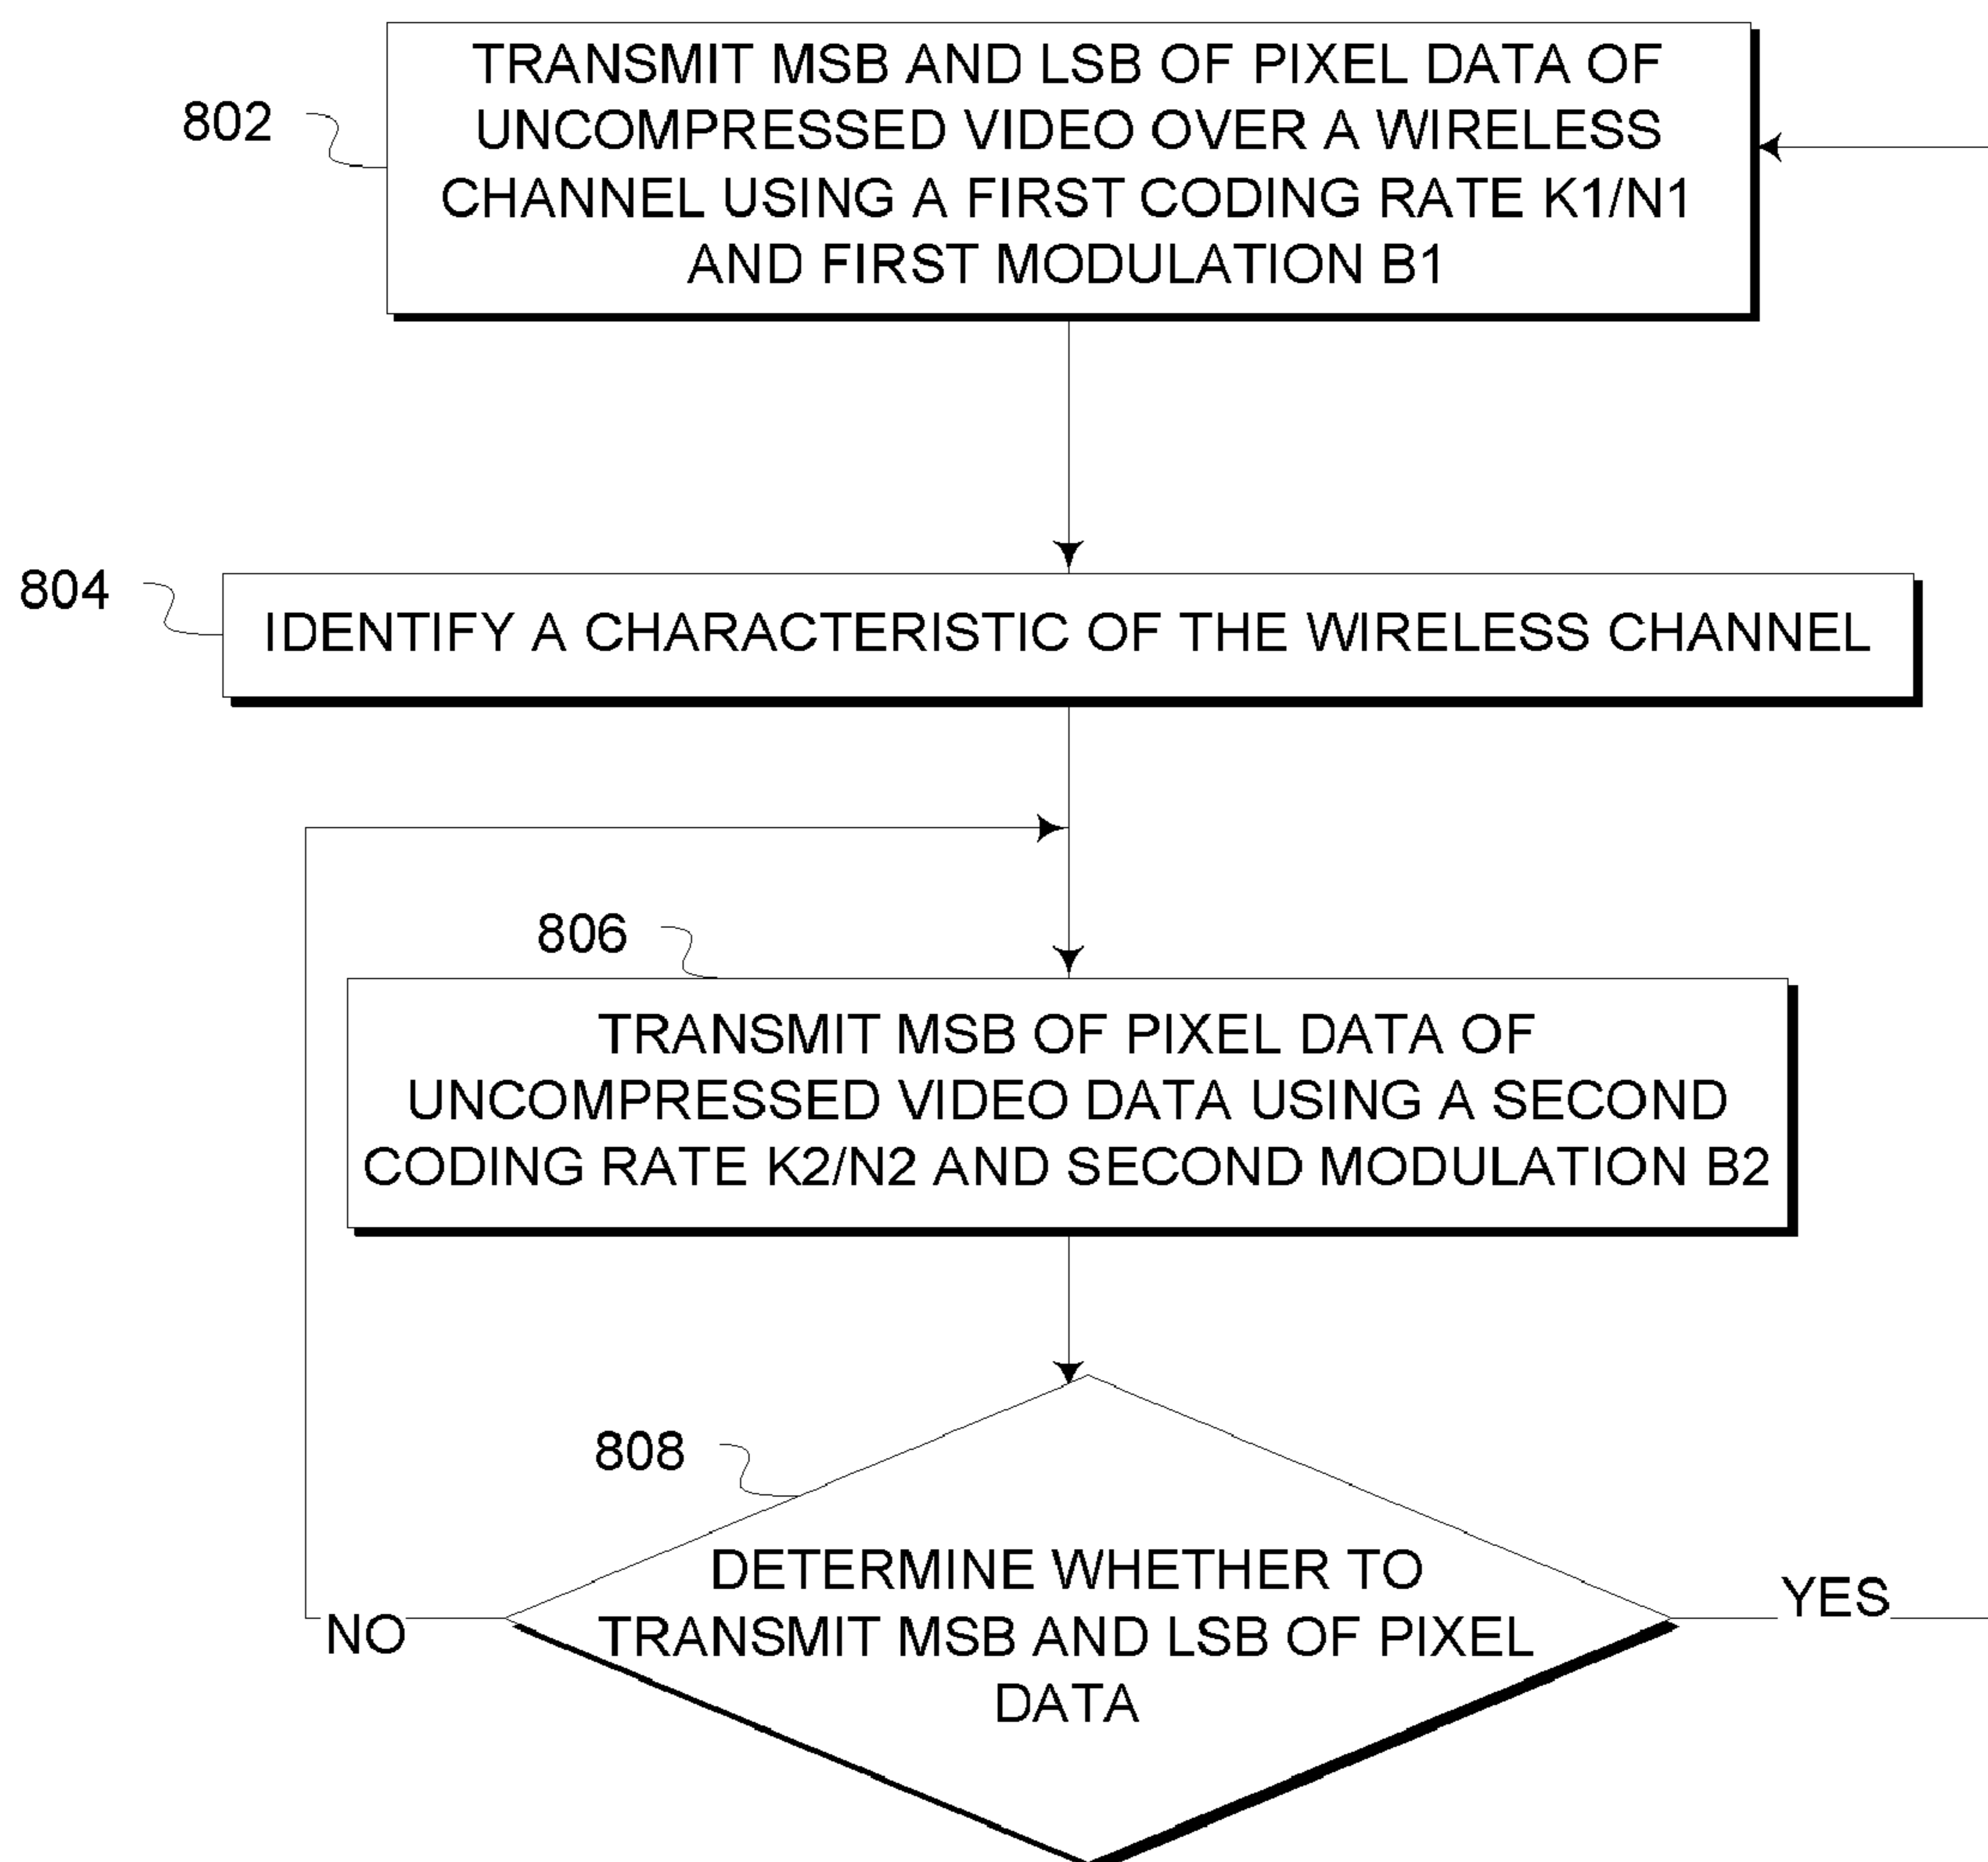 802
TRANSMIT MSB AND LSB OF PIXEL DATA OF
UNCOMPRESSED VIDEO OVER A WIRELESS
CHANNEL USING A FIRST CODING RATE K1/N1
AND FIRST MODULATION B1
804
IDENTIFY A CHARACTERISTIC OF THE WIRELESS CHANNEL
806
TRANSMIT MSB OF PIXEL DATA OF
UNCOMPRESSED VIDEO DATA USING A SECOND
CODING RATE K2/N2 AND SECOND MODULATION B2
808
DETERMINE WHETHER TO
TRANSMIT MSB AND LSB OF PIXEL
DATA
NO
YES